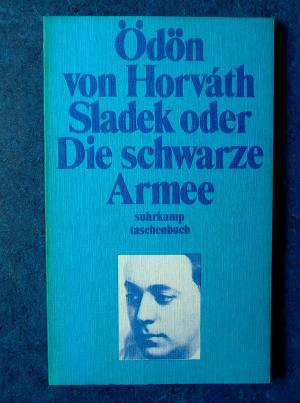 Ödön
von Horváth
Sladek oder
Die schwarze
Armee
suhrkamp
taschenbuch